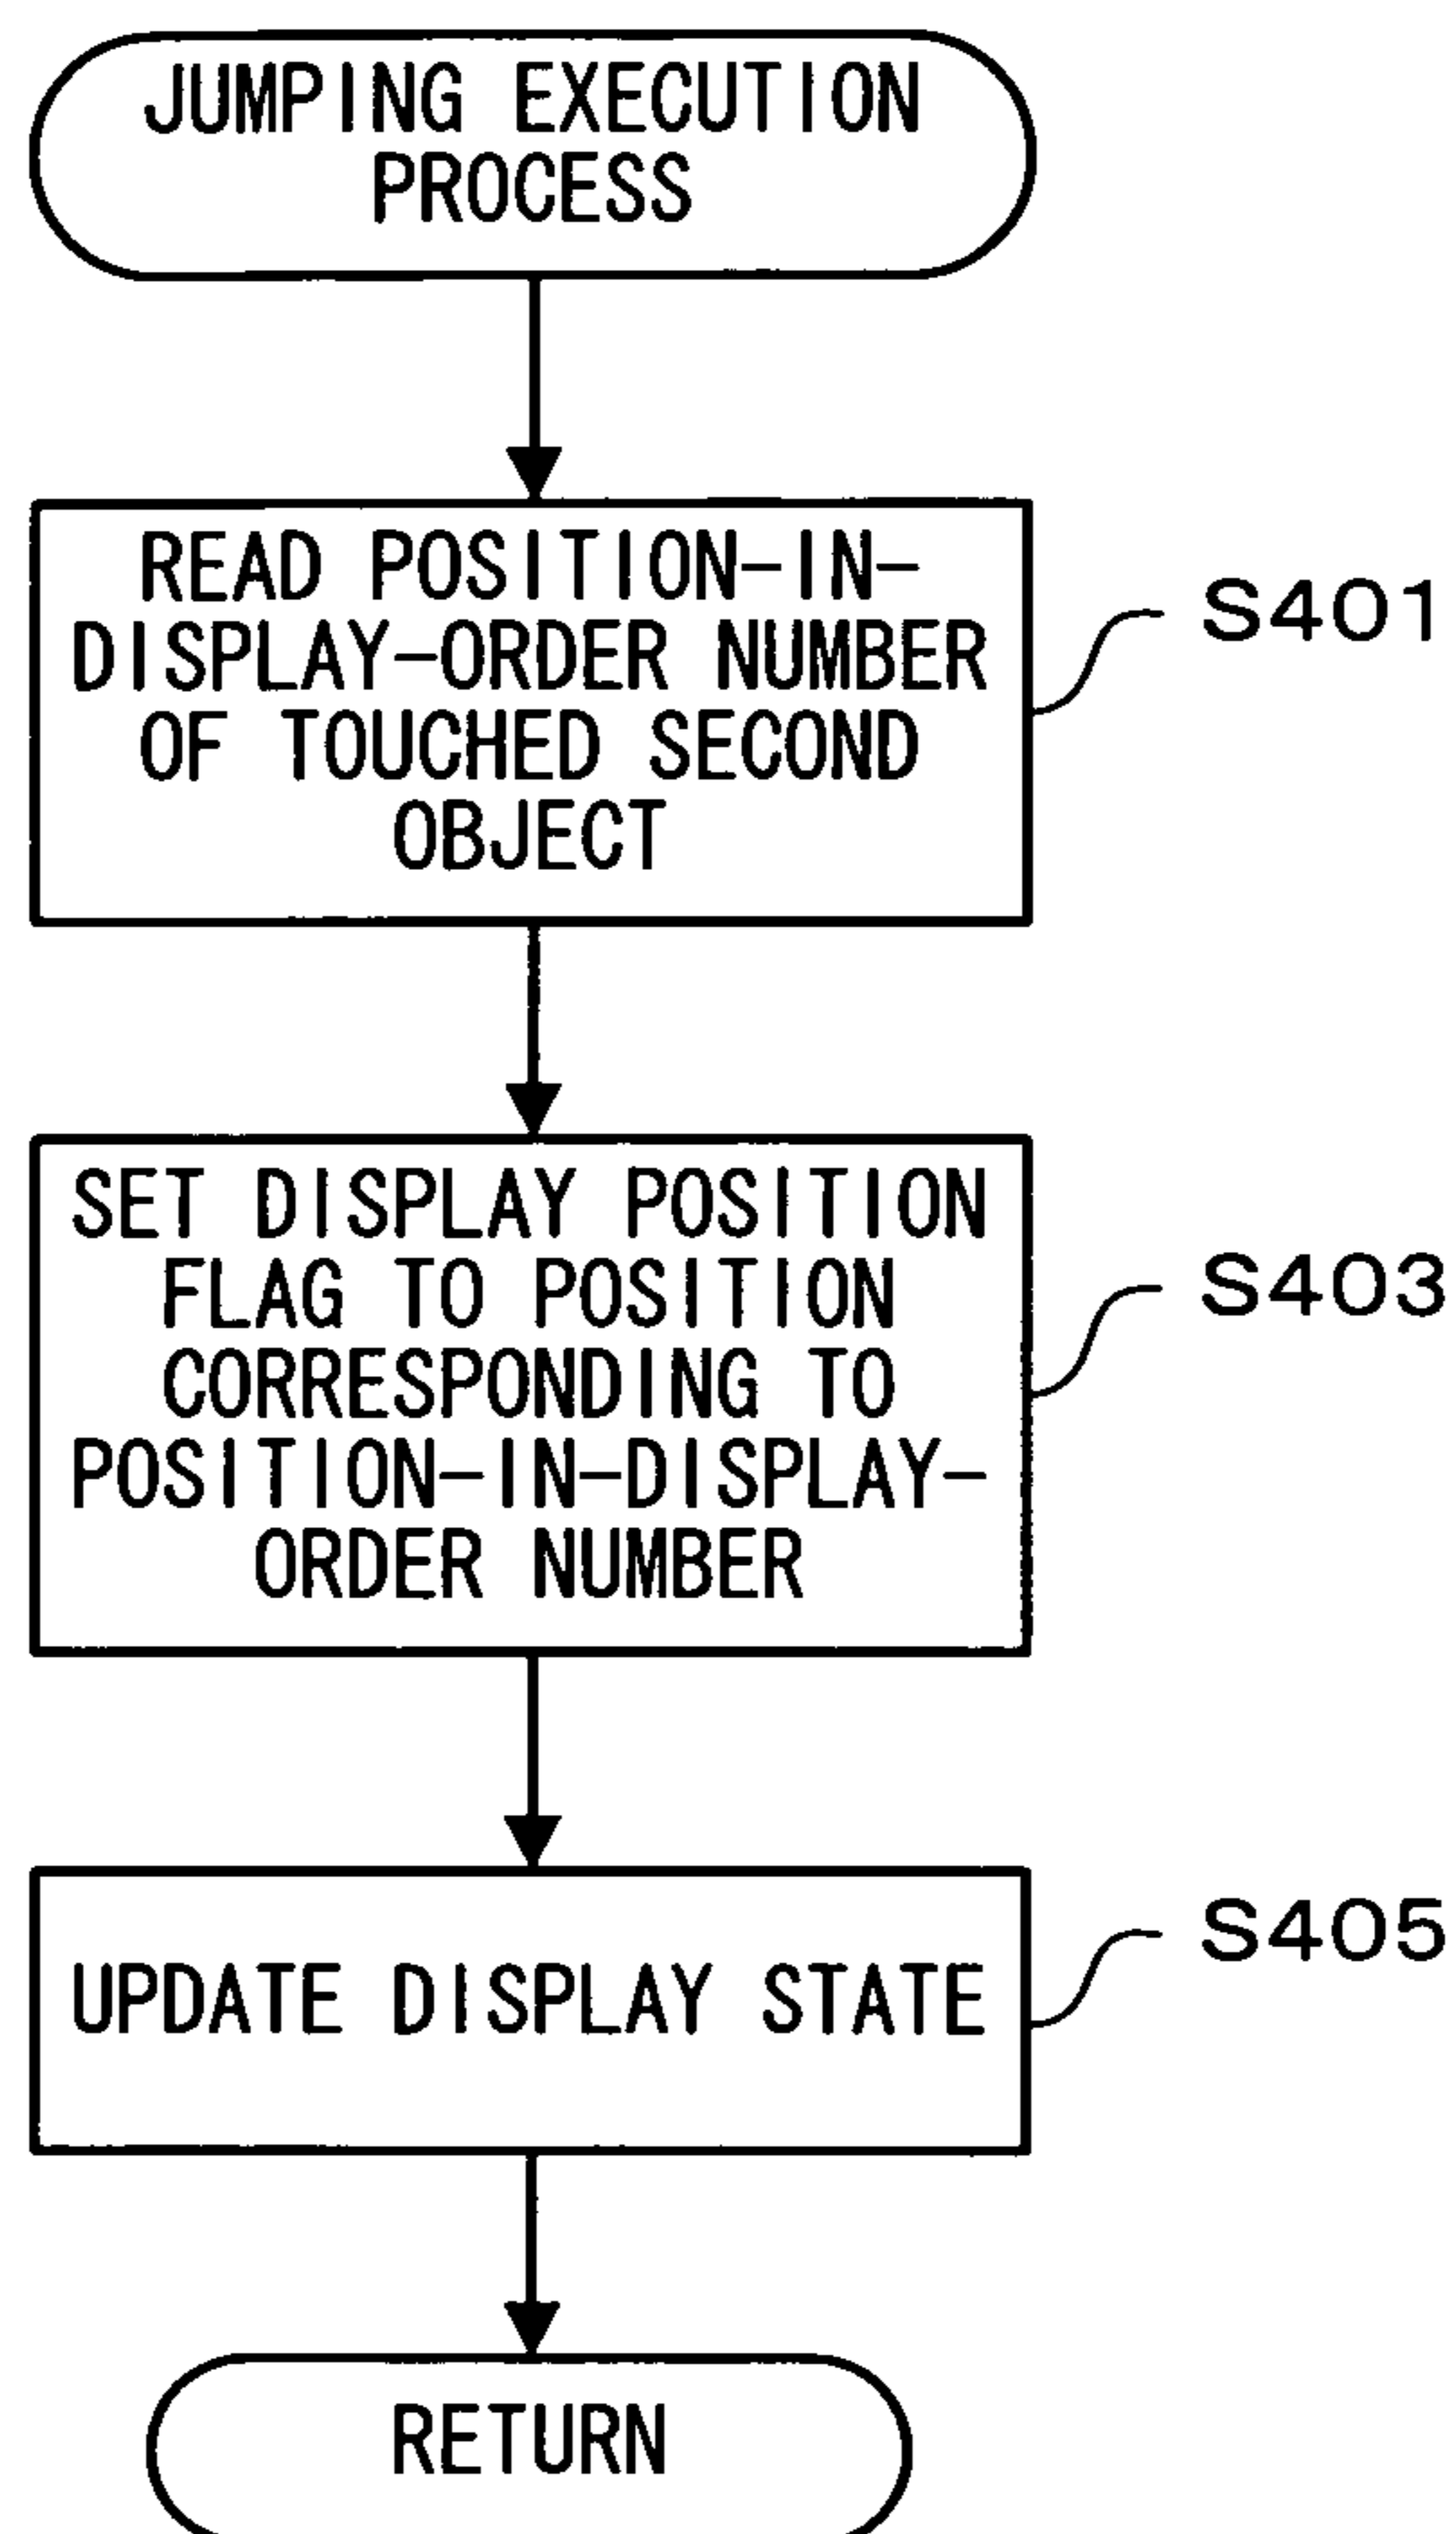 JUMPING EXECUTION
PROCESS
READ POSITION-IN-
DISPLAY-ORDER NUMBER
OF TOUCHED SECOND
OBJECT
S401
SET DISPLAY POSITION
FLAG TO POSITION
CORRESPONDING TO
POSITION-IN-DISPLAY-
ORDER NUMBER
S403
UPDATE DISPLAY STATE
S405
RETURN